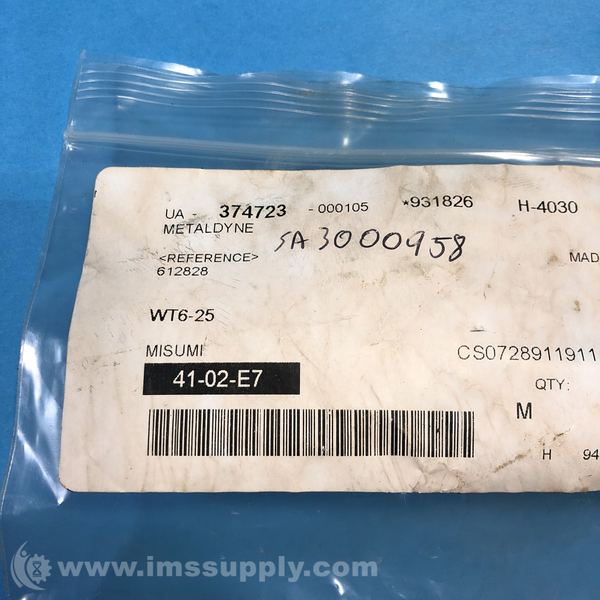 UA - 374723 -000105 *931826 H-4030
METALDYNE
SA3000958
<REFERENCE> MAD
612828
WT6-25
MISUMI CS0728911911
41-02-E7 QTY:
M
H 94
www.imssupply.com